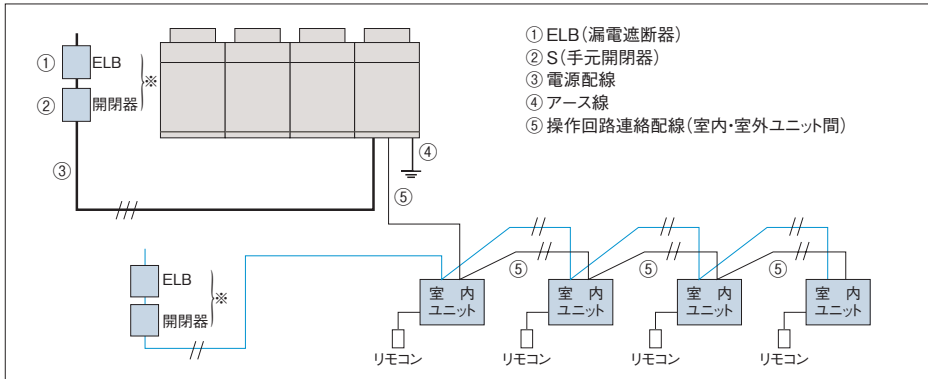 ① ELB
② 開閉器
※
③
④
⑤
① ELB(漏電遮断器)
② S(手元開閉器)
③ 電源配線
④ アース線
⑤ 操作回路連絡配線(室内・室外ユニット間)
ELB
開閉器
※
⑤
⑤
⑤
室 内
ユニット
室 内
ユニット
室 内
ユニット
室 内
ユニット
リモコン
リモコン
リモコン
リモコン